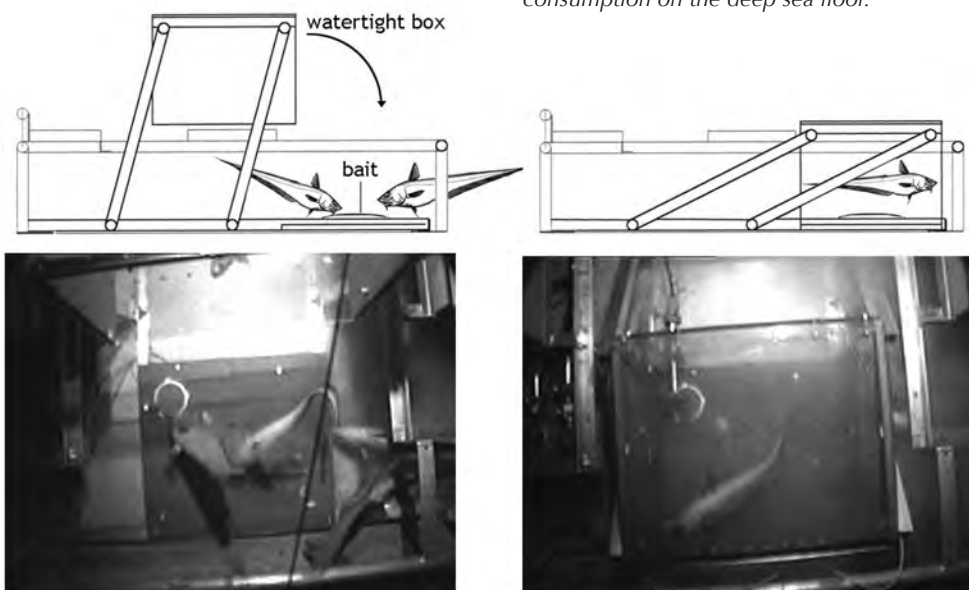 consumption on the deep sea floor.
watertight box
bait